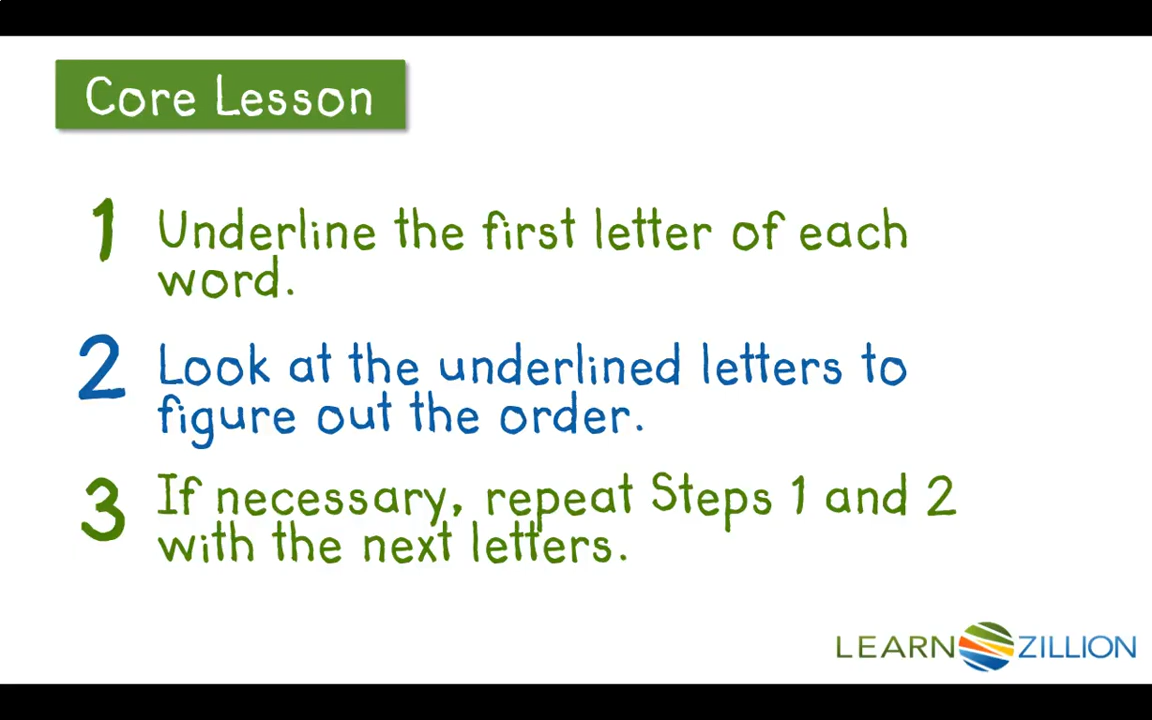 Core Lesson
1 Underline the first letter of each
word.
2 Look at the underlined letters to
figure out the order.
3 If necessary, repeat Steps 1 and 2
with the next letters.
LEARN ZILLION